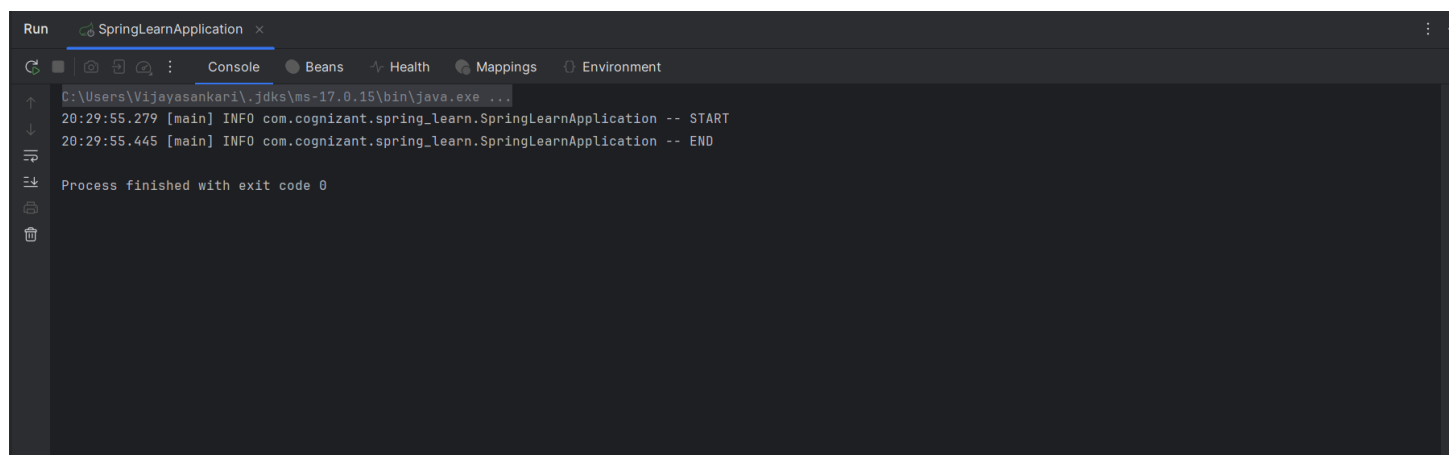 Run SpringLearnApplication
Console Beans Health Mappings Environment
C:\Users\Vijayasankari\.jdks\ms-17.0.15\bin\java.exe ...
20:29:55.279 [main] INFO com.cognizant.spring_learn.SpringLearnApplication -- START
20:29:55.445 [main] INFO com.cognizant.spring_learn.SpringLearnApplication -- END
Process finished with exit code 0